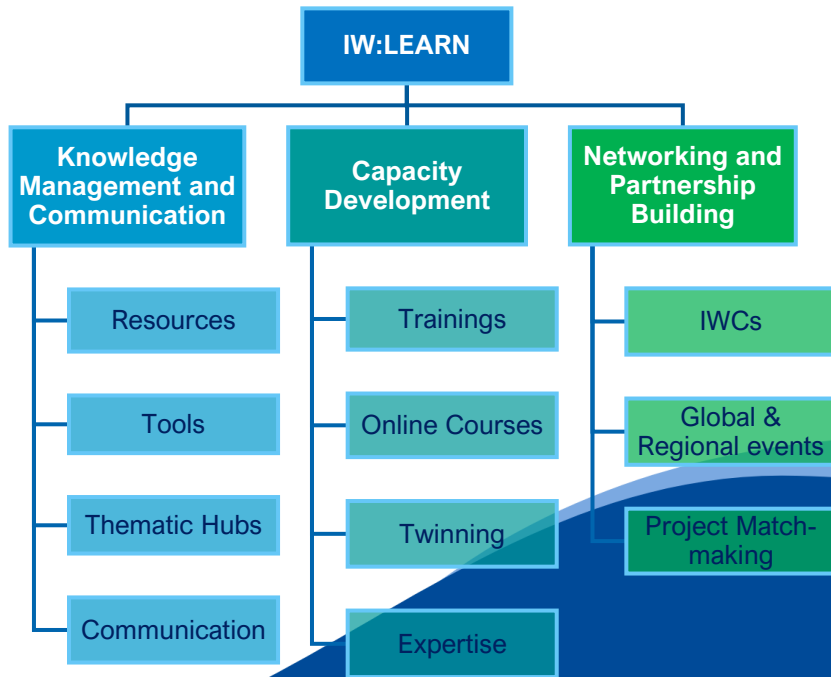 IW:LEARN
Knowledge
Management and
Communication
Resources
Tools
Thematic Hubs
Communication
Capacity
Development
Trainings
Online Courses
Twinning
Expertise
Networking and
Partnership
Building
IWCs
Global &
Regional events
Project Match-
making